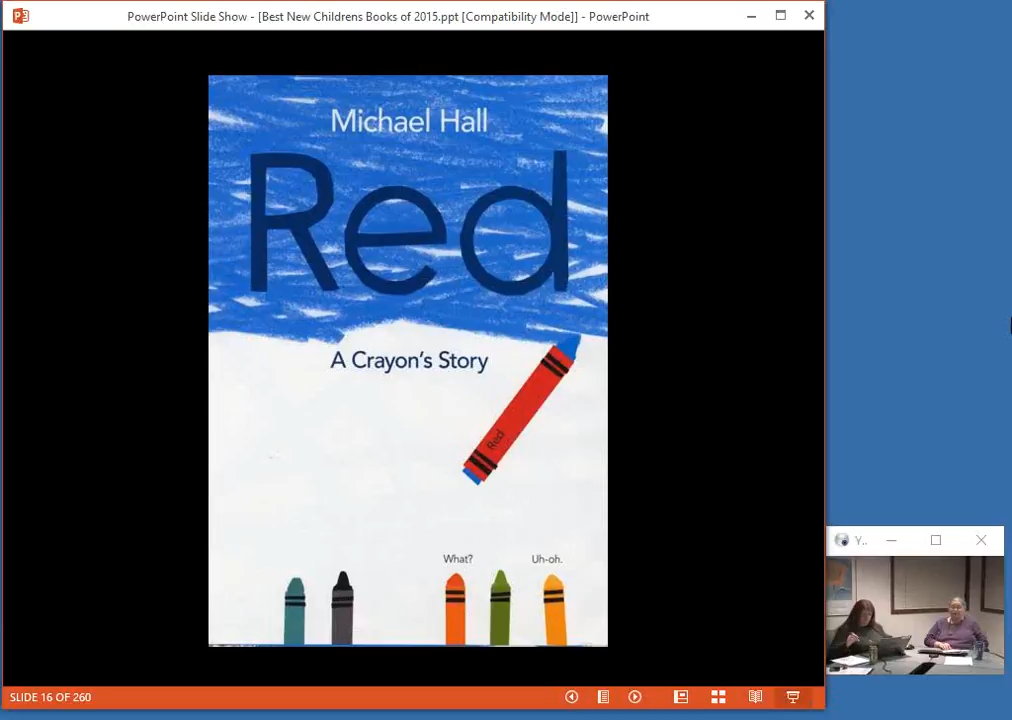 PowerPoint Slide Show - [Best New Childrens Books of 2015.ppt [Compatibility Mode]] - PowerPoint
Michael Hall
Red
A Crayon's Story
Red
What?
Uh-oh.
Y..
SLIDE 16 OF 260